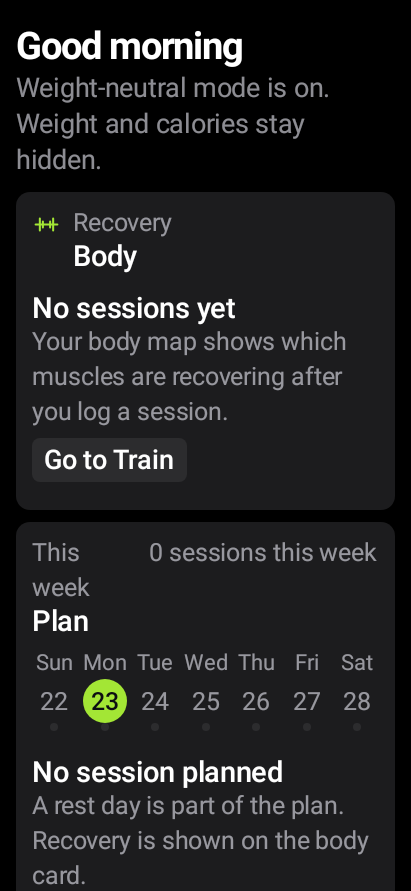 Good morning
Weight-neutral mode is on.
Weight and calories stay
hidden.
Recovery
Body
No sessions yet
Your body map shows which
muscles are recovering after
you log a session.
Go to Train
This week
0 sessions this week
Plan
Sun Mon Tue Wed Thu Fri Sat
22 23 24 25 26 27 28
No session planned
A rest day is part of the plan.
Recovery is shown on the body
card.